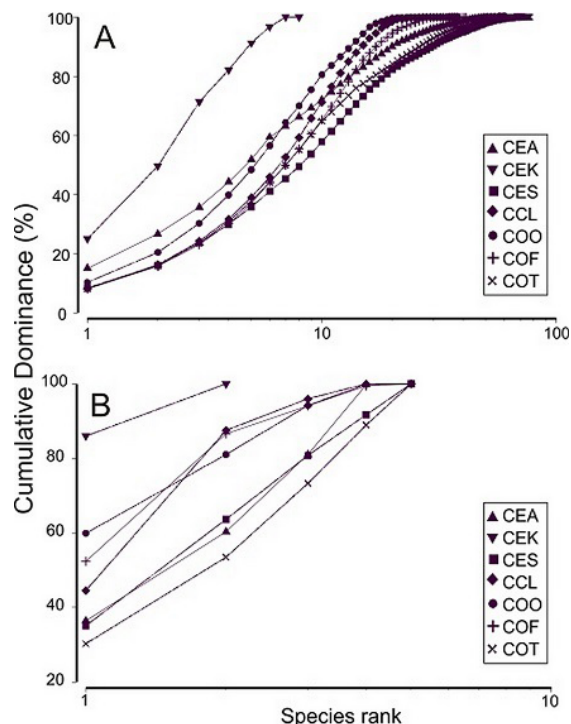 A
100
80
60
40
20
0
1
10
100
CEA
CEK
CES
CCL
COO
COF
COT
Cumulative Dominance (%)
B
100
80
60
40
20
1
10
CEA
CEK
CES
CCL
COO
COF
COT
Species rank